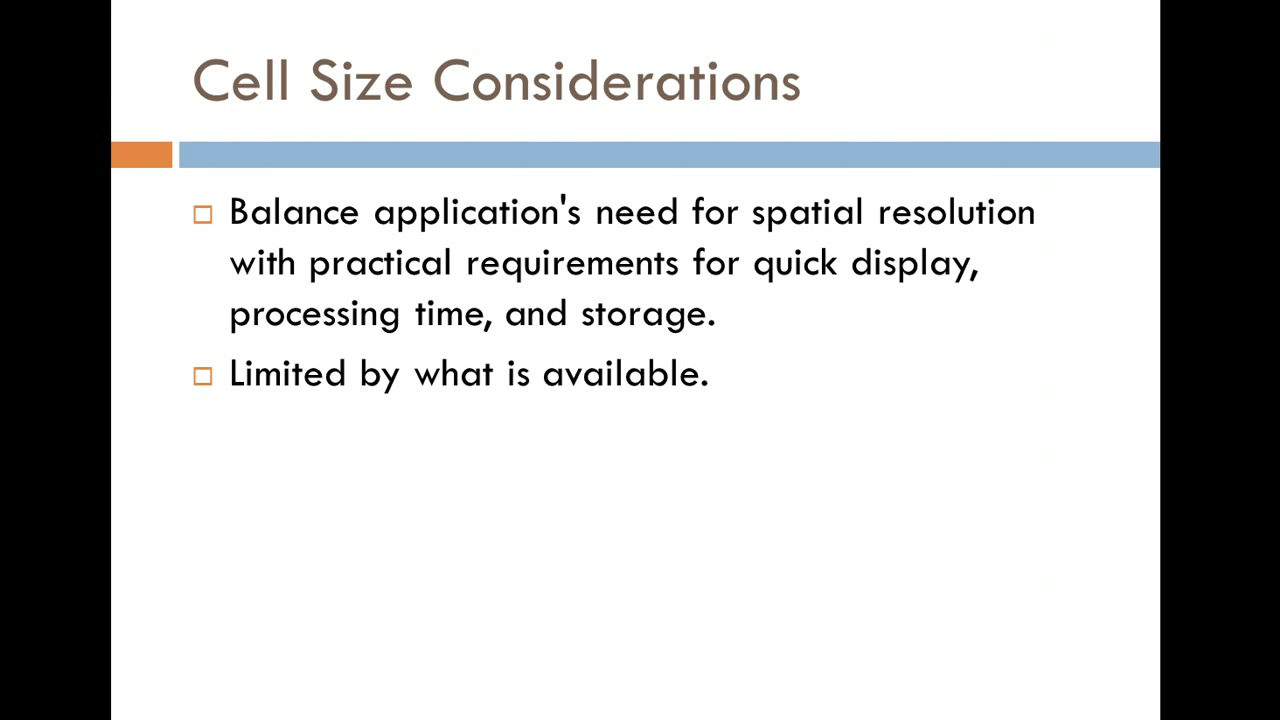 Cell Size Considerations
Balance application's need for spatial resolution
with practical requirements for quick display,
processing time, and storage.
Limited by what is available.